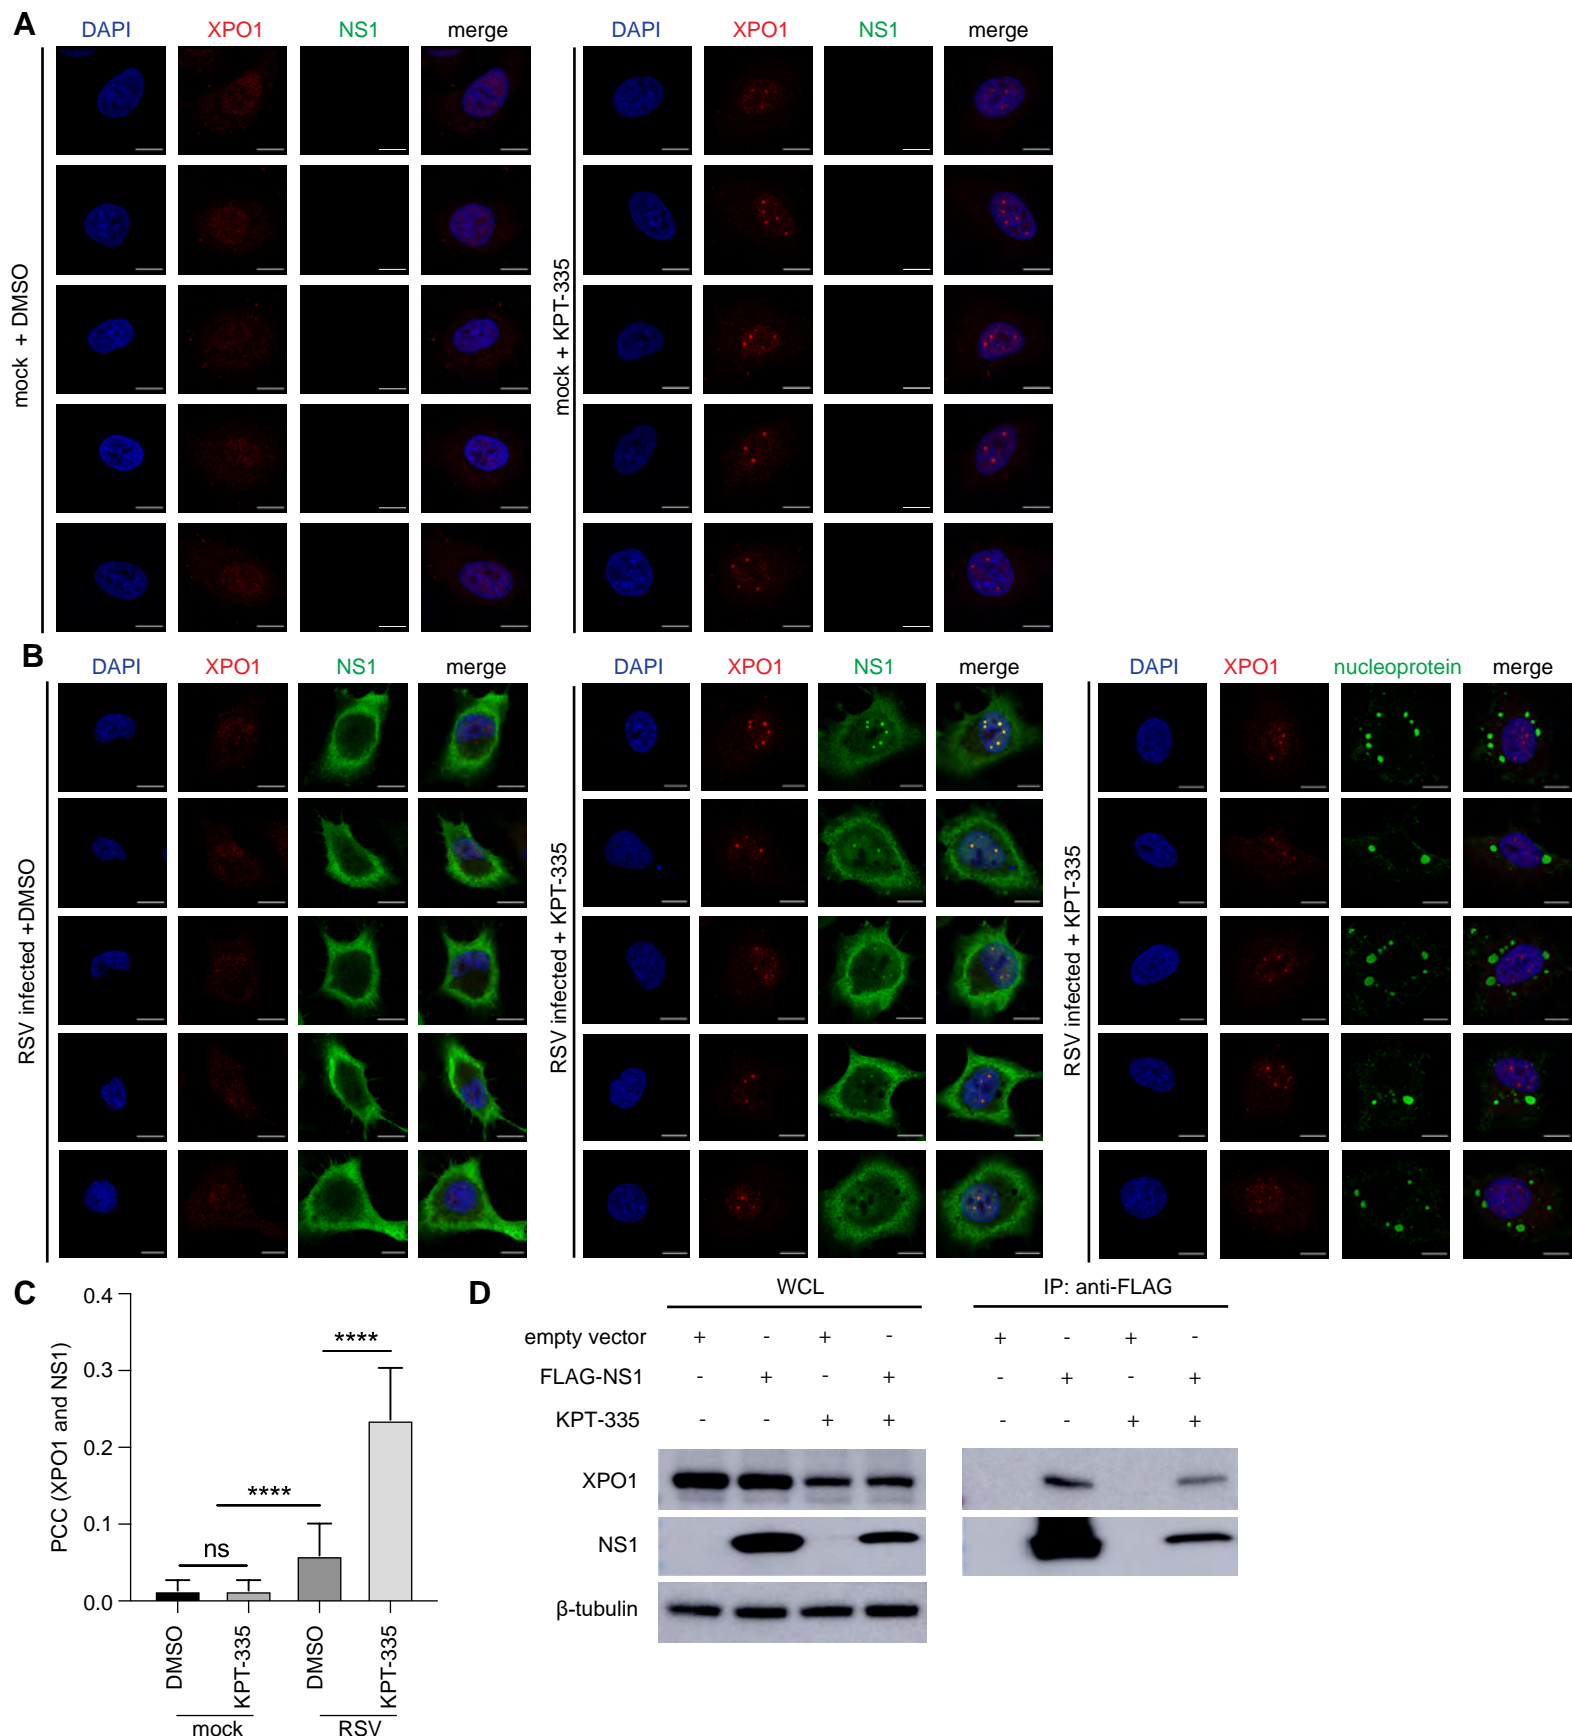 A
DAPI XPO1 NS1 merge DAPI XPO1 NS1 merge
mock + DMSO
mock + KPT-335
B
DAPI XPO1 NS1 merge DAPI XPO1 NS1 merge DAPI XPO1 nucleoprotein merge
RSV infected +DMSO
RSV infected + KPT-335
RSV infected + KPT-335
C
PCC (XPO1 and NS1)
0.4
0.3
0.2
0.1
0.0
ns
****
****
DMSO
KPT-335
DMSO
KPT-335
mock RSV
D
WCL IP: anti-FLAG
empty vector + - + - + - + -
FLAG-NS1 - + - + - + - +
KPT-335 - - + + - - + +
XPO1
NS1
β-tubulin